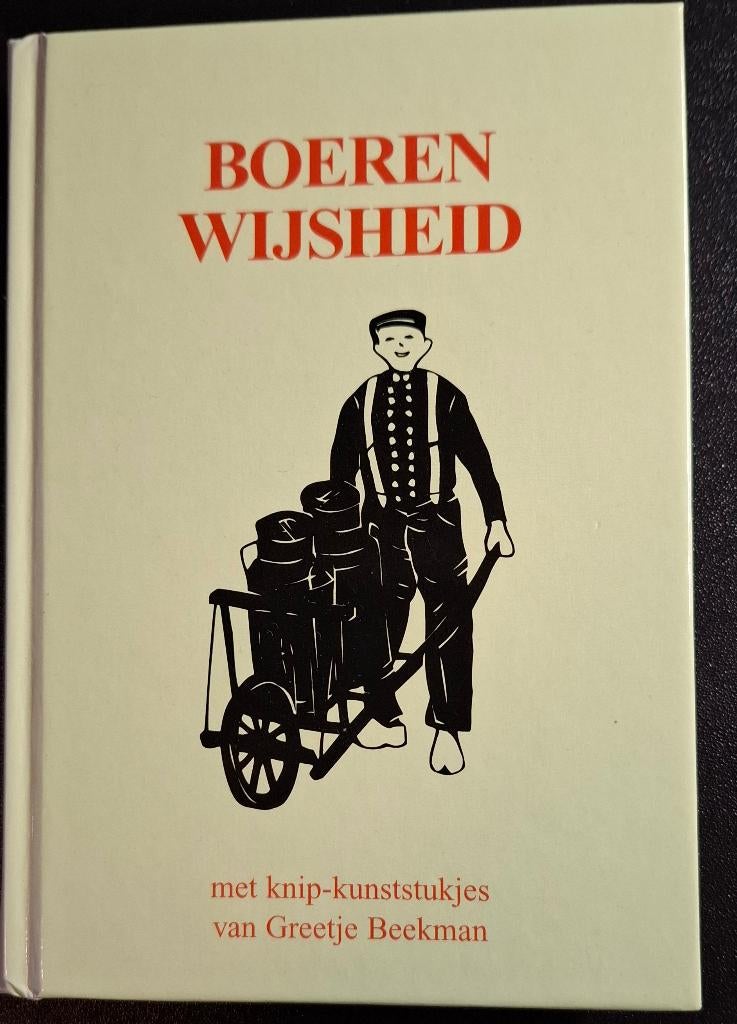 BOEREN
WIJSHEID
met knip-kunststukjes
van Greetje Beekman